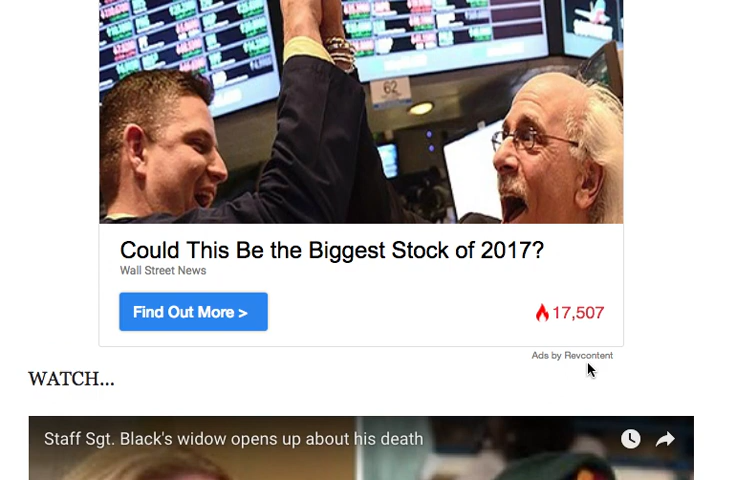 62
Could This Be the Biggest Stock of 2017?
Wall Street News
Find Out More >
17,507
Ads by Revcontent
WATCH...
Staff Sgt. Black's widow opens up about his death